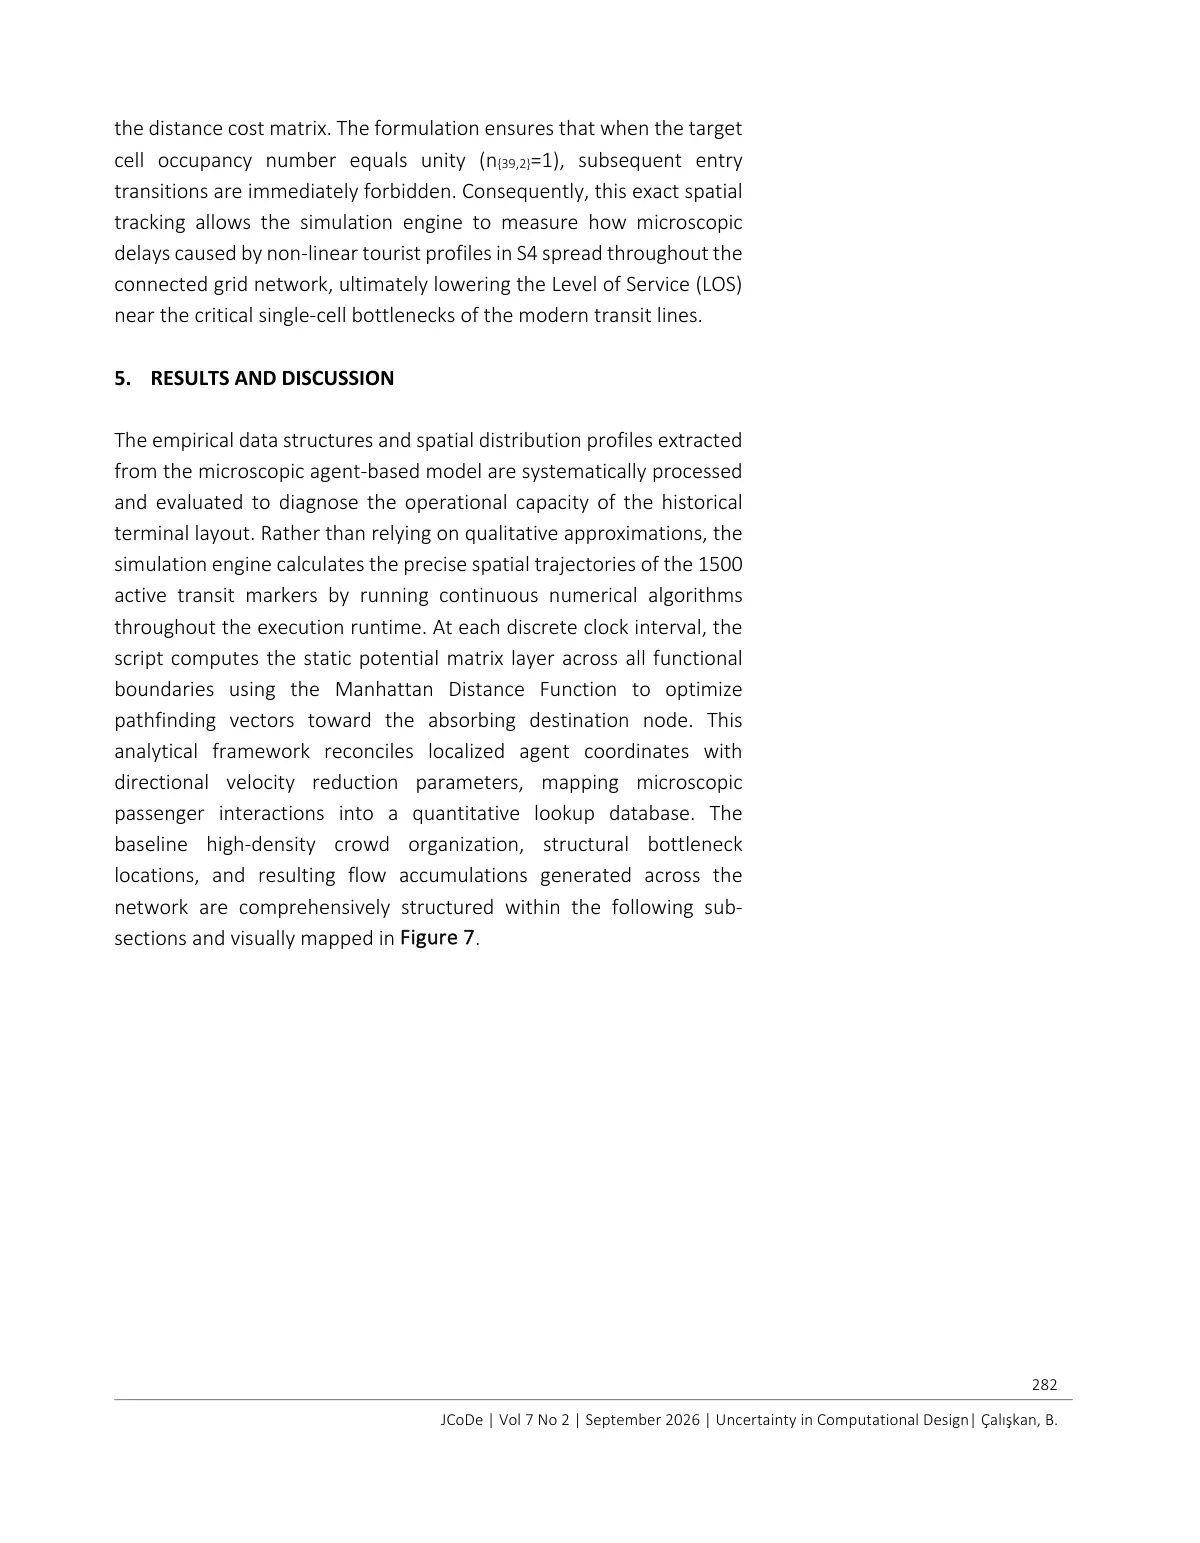 the distance cost matrix. The formulation ensures that when the target
cell occupancy number equals unity (n{39,2}=1), subsequent entry
transitions are immediately forbidden. Consequently, this exact spatial
tracking allows the simulation engine to measure how microscopic
delays caused by non-linear tourist profiles in S4 spread throughout the
connected grid network, ultimately lowering the Level of Service (LOS)
near the critical single-cell bottlenecks of the modern transit lines.
5. RESULTS AND DISCUSSION
The empirical data structures and spatial distribution profiles extracted
from the microscopic agent-based model are systematically processed
and evaluated to diagnose the operational capacity of the historical
terminal layout. Rather than relying on qualitative approximations, the
simulation engine calculates the precise spatial trajectories of the 1500
active transit markers by running continuous numerical algorithms
throughout the execution runtime. At each discrete clock interval, the
script computes the static potential matrix layer across all functional
boundaries using the Manhattan Distance Function to optimize
pathfinding vectors toward the absorbing destination node. This
analytical framework reconciles localized agent coordinates with
directional velocity reduction parameters, mapping microscopic
passenger interactions into a quantitative lookup database. The
baseline high-density crowd organization, structural bottleneck
locations, and resulting flow accumulations generated across the
network are comprehensively structured within the following sub-
sections and visually mapped in Figure 7.
282
JCoDe | Vol 7 No 2 | September 2026 | Uncertainty in Computational Design| Çalışkan, B.